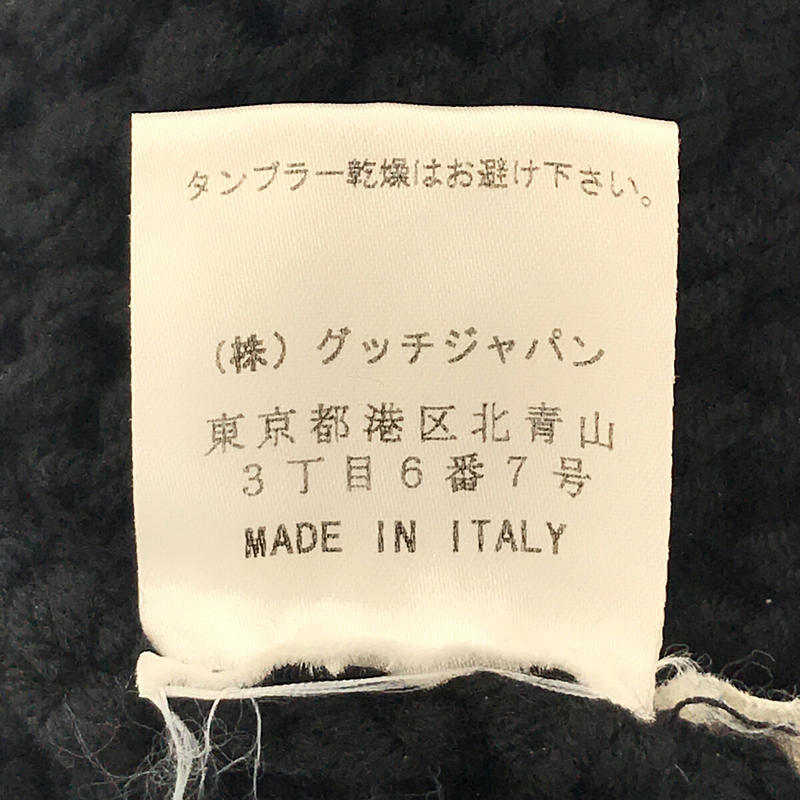 タンブラー乾燥はお避け下さい。
(株) グッチジャパン
東京都港区北青山
3丁目6番7号
MADE IN ITALY